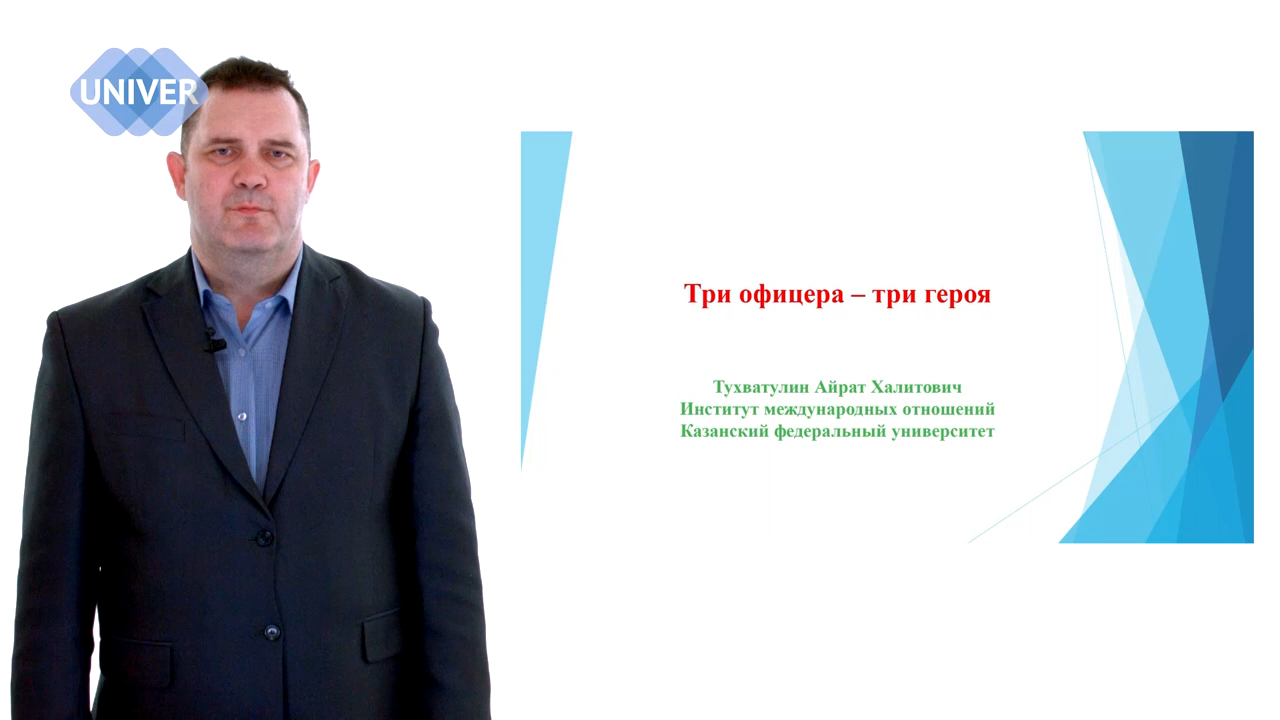 UNIVER
Три офицера – три героя
Тухватулин Айрат Халитович
Институт международных отношений
Казанский федеральный университет